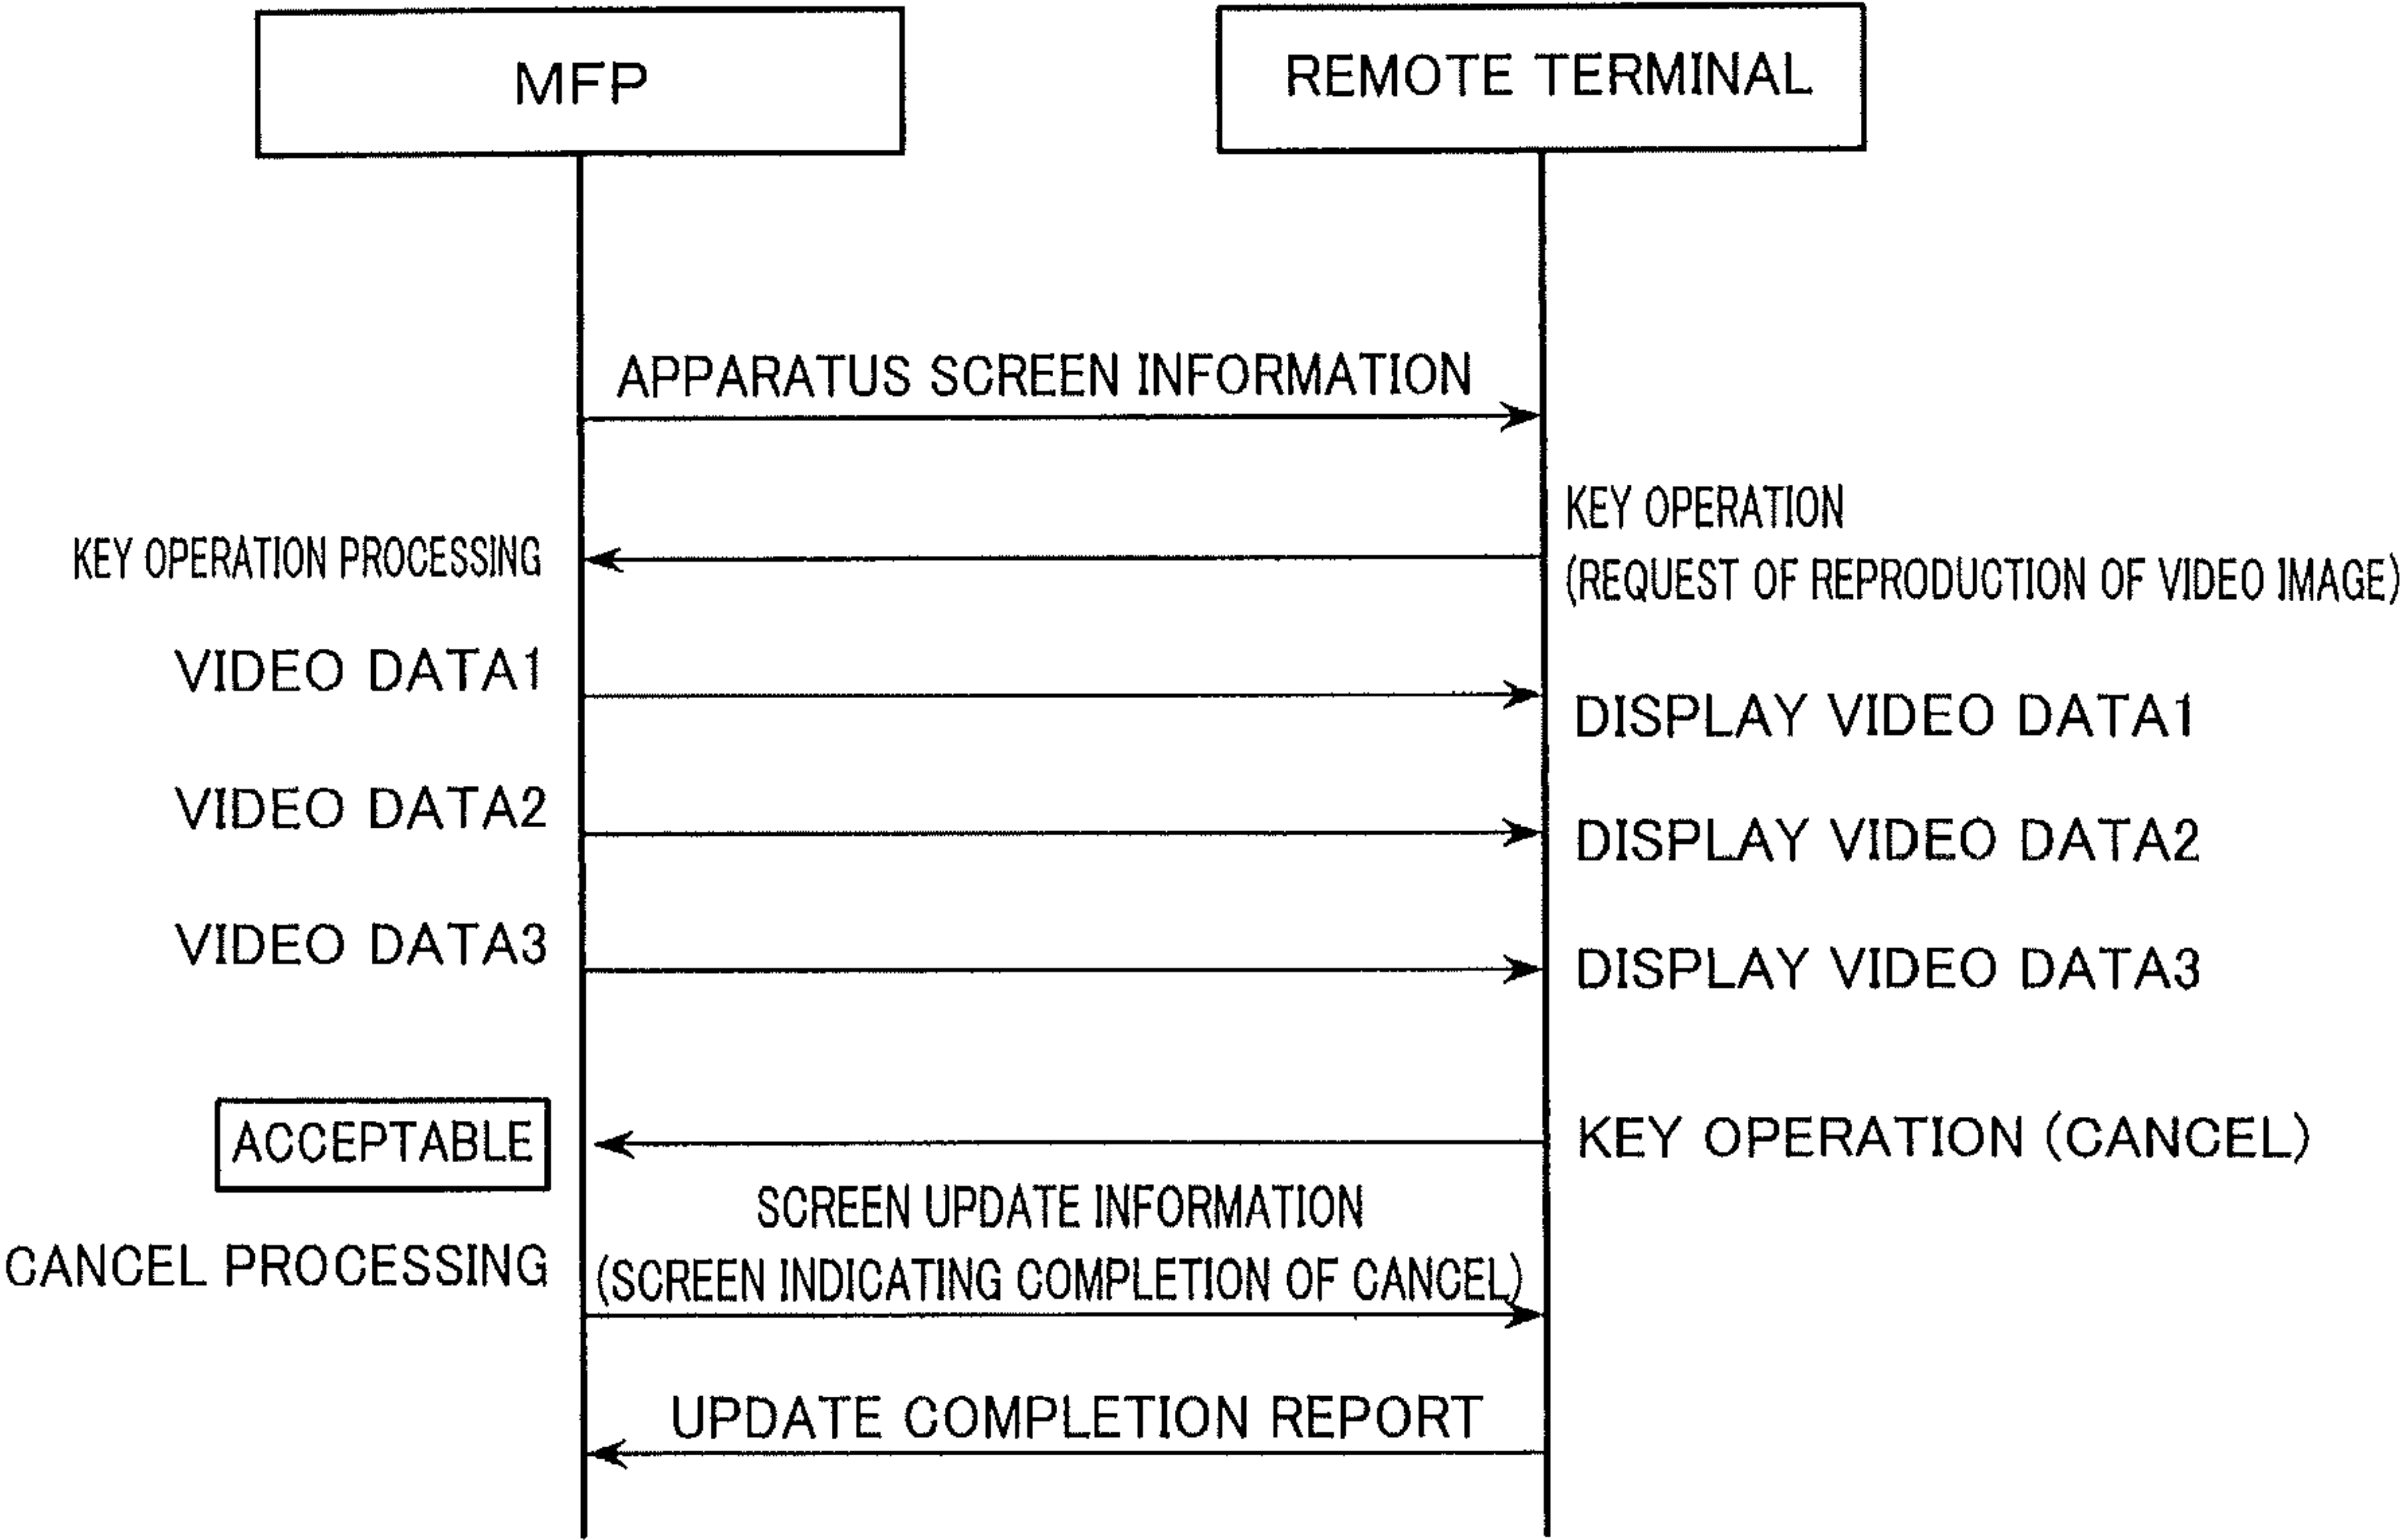 MFP
REMOTE TERMINAL
APPARATUS SCREEN INFORMATION
KEY OPERATION
KEY OPERATION PROCESSING
(REQUEST OF REPRODUCTION OF VIDEO IMAGE)
VIDEO DATA1
DISPLAY VIDEO DATA1
VIDEO DATA2
DISPLAY VIDEO DATA2
VIDEO DATA3
DISPLAY VIDEO DATA3
ACCEPTABLE
KEY OPERATION (CANCEL)
SCREEN UPDATE INFORMATION
CANCEL PROCESSING
(SCREEN INDICATING COMPLETION OF CANCEL)
UPDATE COMPLETION REPORT